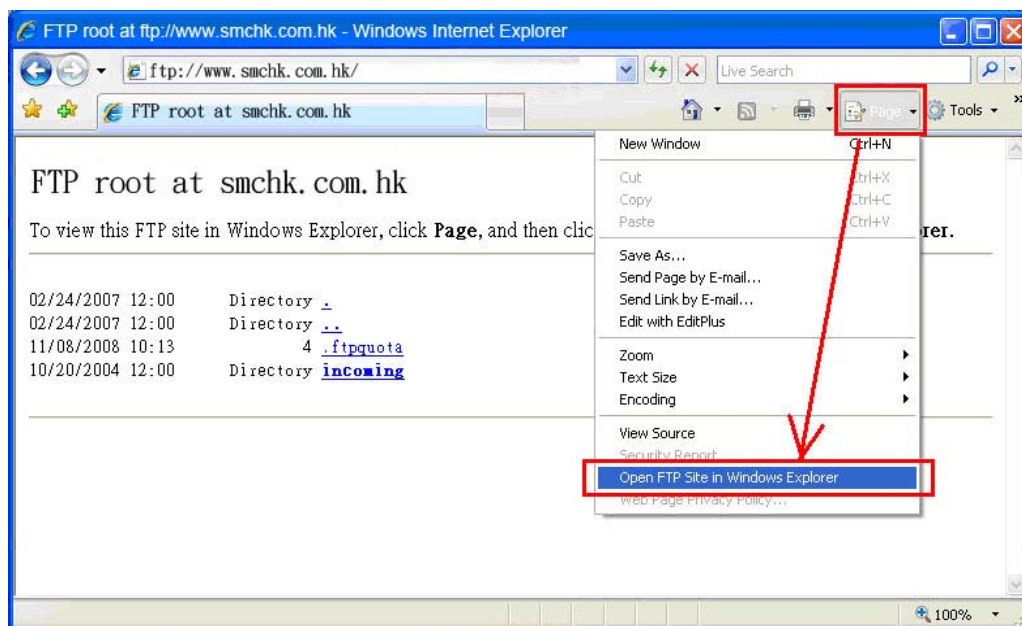 FTP root at ftp://www.smchk.com.hk - Windows Internet Explorer
ftp://www.smchk.com.hk/
Live Search
FTP root at smchk.com.hk
Page
Tools
FTP root at smchk.com.hk
To view this FTP site in Windows Explorer, click Page, and then clic
rer.
02/24/2007 12:00 Directory .
02/24/2007 12:00 Directory ..
11/08/2008 10:13 4 .ftpquota
10/20/2004 12:00 Directory incoming
New Window Ctrl+N
Cut Ctrl+X
Copy Ctrl+C
Paste Ctrl+V
Save As...
Send Page by E-mail...
Send Link by E-mail...
Edit with EditPlus
Zoom
Text Size
Encoding
View Source
Security Report
Open FTP Site in Windows Explorer
Web Page Privacy Policy...
100%